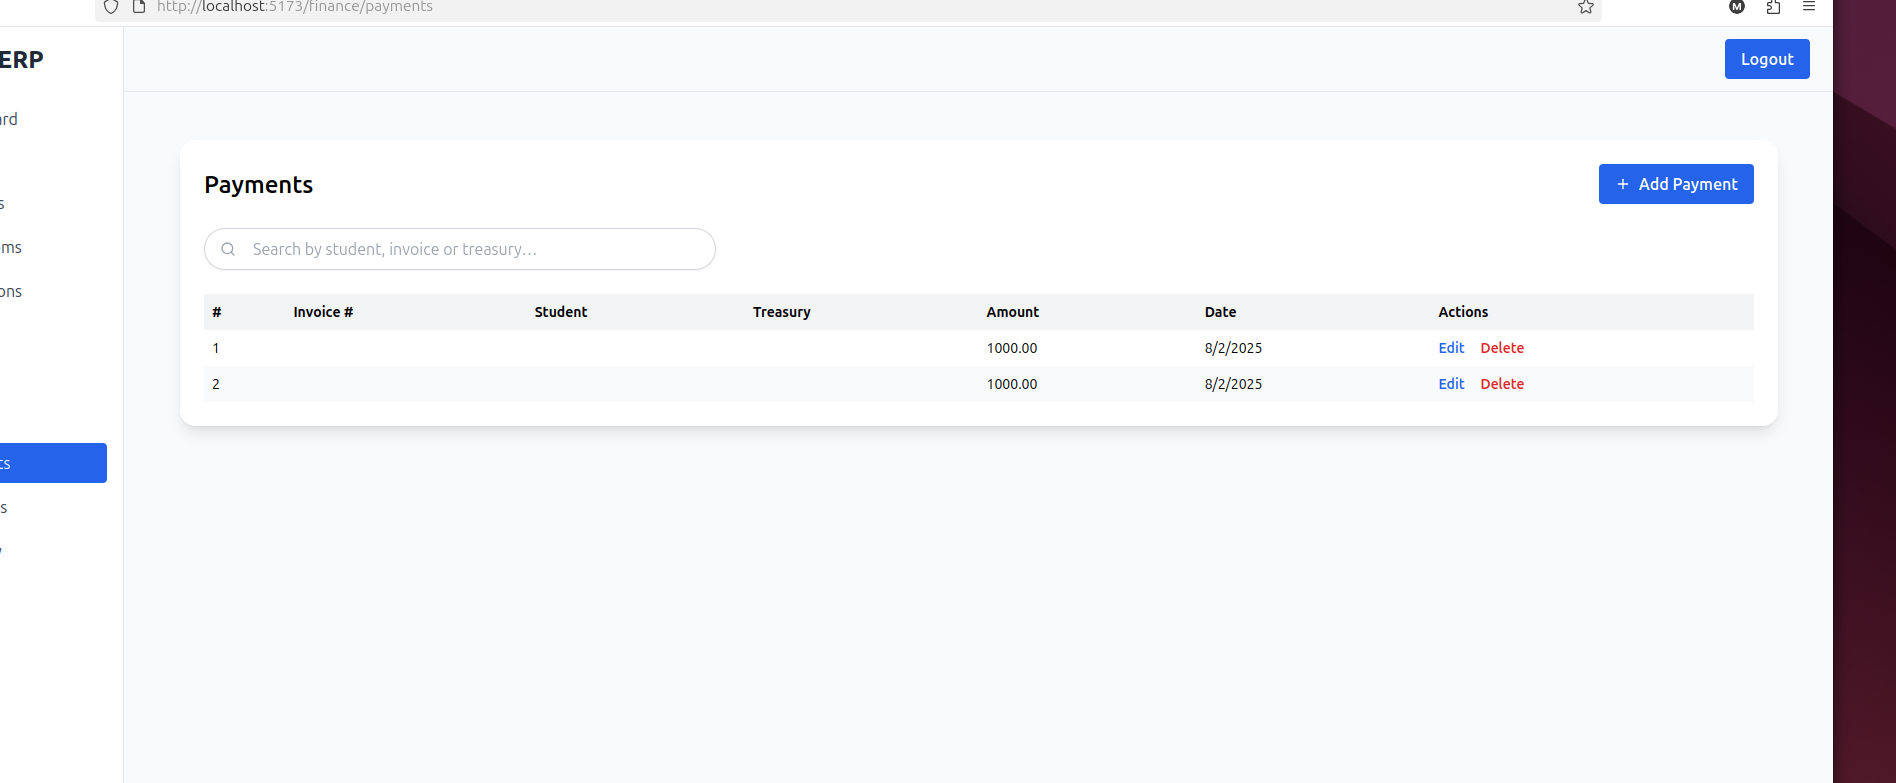 http://localhost:5173/finance/payments
M
ERP
Logout
ard
s
Payments
+ Add Payment
ms
Search by student, invoice or treasury...
ons
# Invoice # Student Treasury Amount Date Actions
1 1000.00 8/2/2025 Edit Delete
2 1000.00 8/2/2025 Edit Delete
ts
s